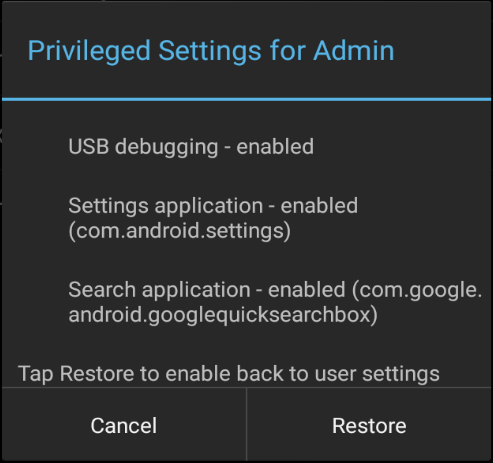 Privileged Settings for Admin
USB debugging - enabled
Settings application - enabled
(com.android.settings)
Search application - enabled (com.google.
android.googlequicksearchbox)
Tap Restore to enable back to user settings
Cancel
Restore